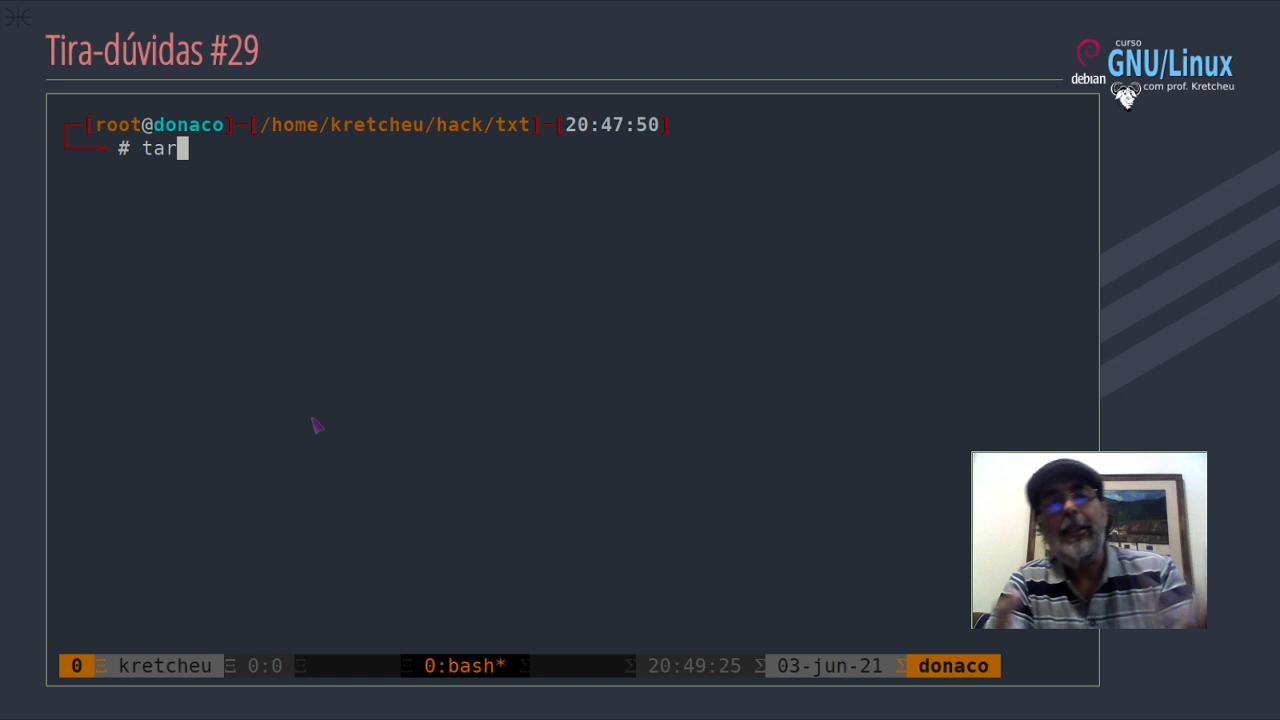 Tira-dúvidas #29
curso
GNU/Linux
debian
com prof. Kretcheu
┌─[root@donaco]─[/home/kretcheu/hack/txt]─[20:47:50]
└─── # tar
0 Ξ kretcheu Ξ 0:0 Ξ Ξ 0:bash* Σ Σ 20:49:25 Σ 03-jun-21 Σ donaco